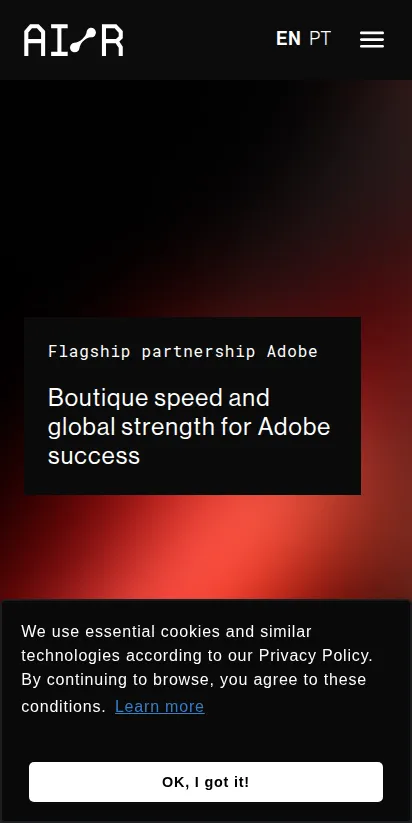 AI/R
EN PT
Flagship partnership Adobe
Boutique speed and
global strength for Adobe
success
We use essential cookies and similar
technologies according to our Privacy Policy.
By continuing to browse, you agree to these
conditions. Learn more
OK, I got it!